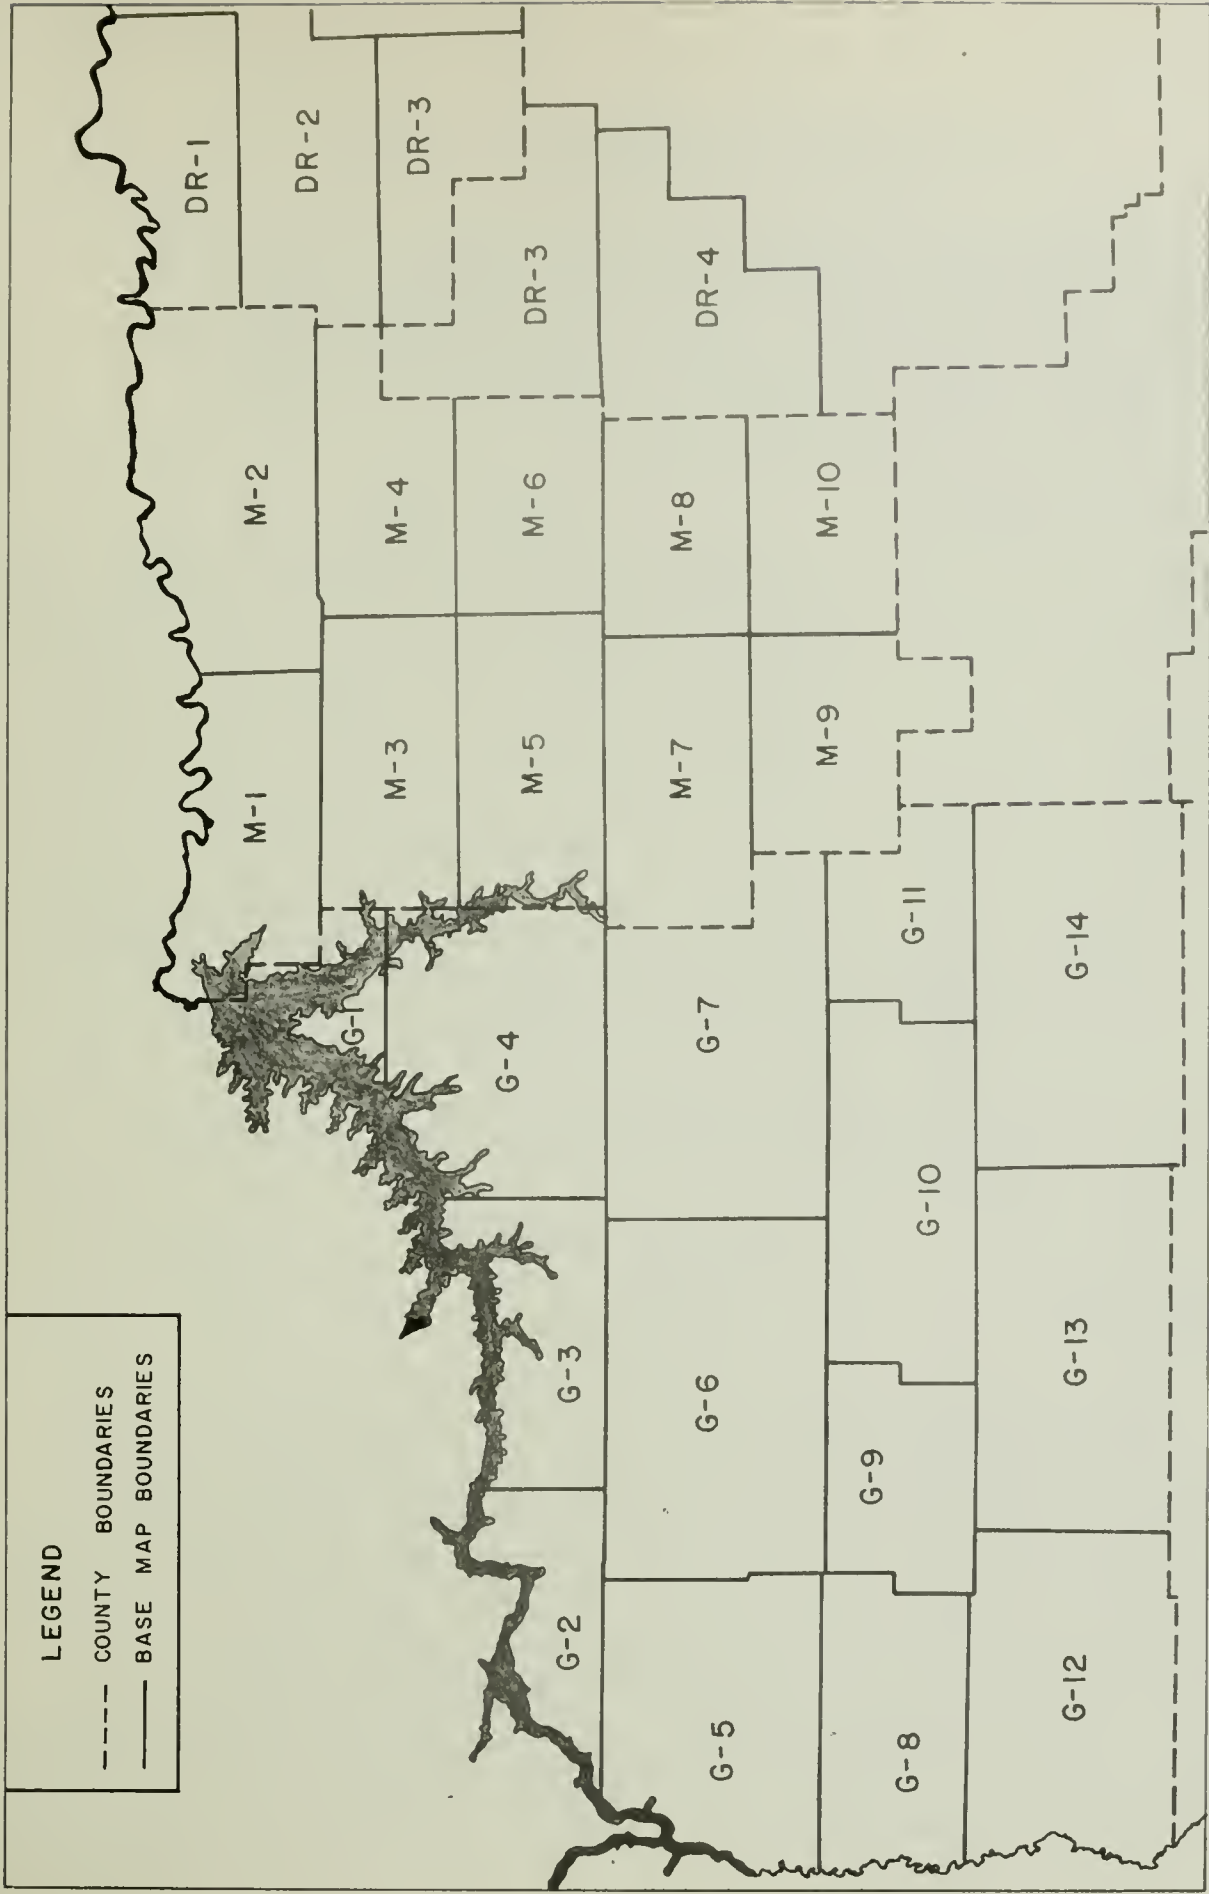 LEGEND
COUNTY BOUNDARIES
BASE MAP BOUNDARIES
DR-1
DR-2
DR-3
M-2
M-1
M-4
M-3
DR-3
M-6
M-5
DR-4
M-8
M-7
M-10
M-9
G-1
G-4
G-3
G-2
G-7
G-6
G-5
G-11
G-10
G-9
G-8
G-14
G-13
G-12